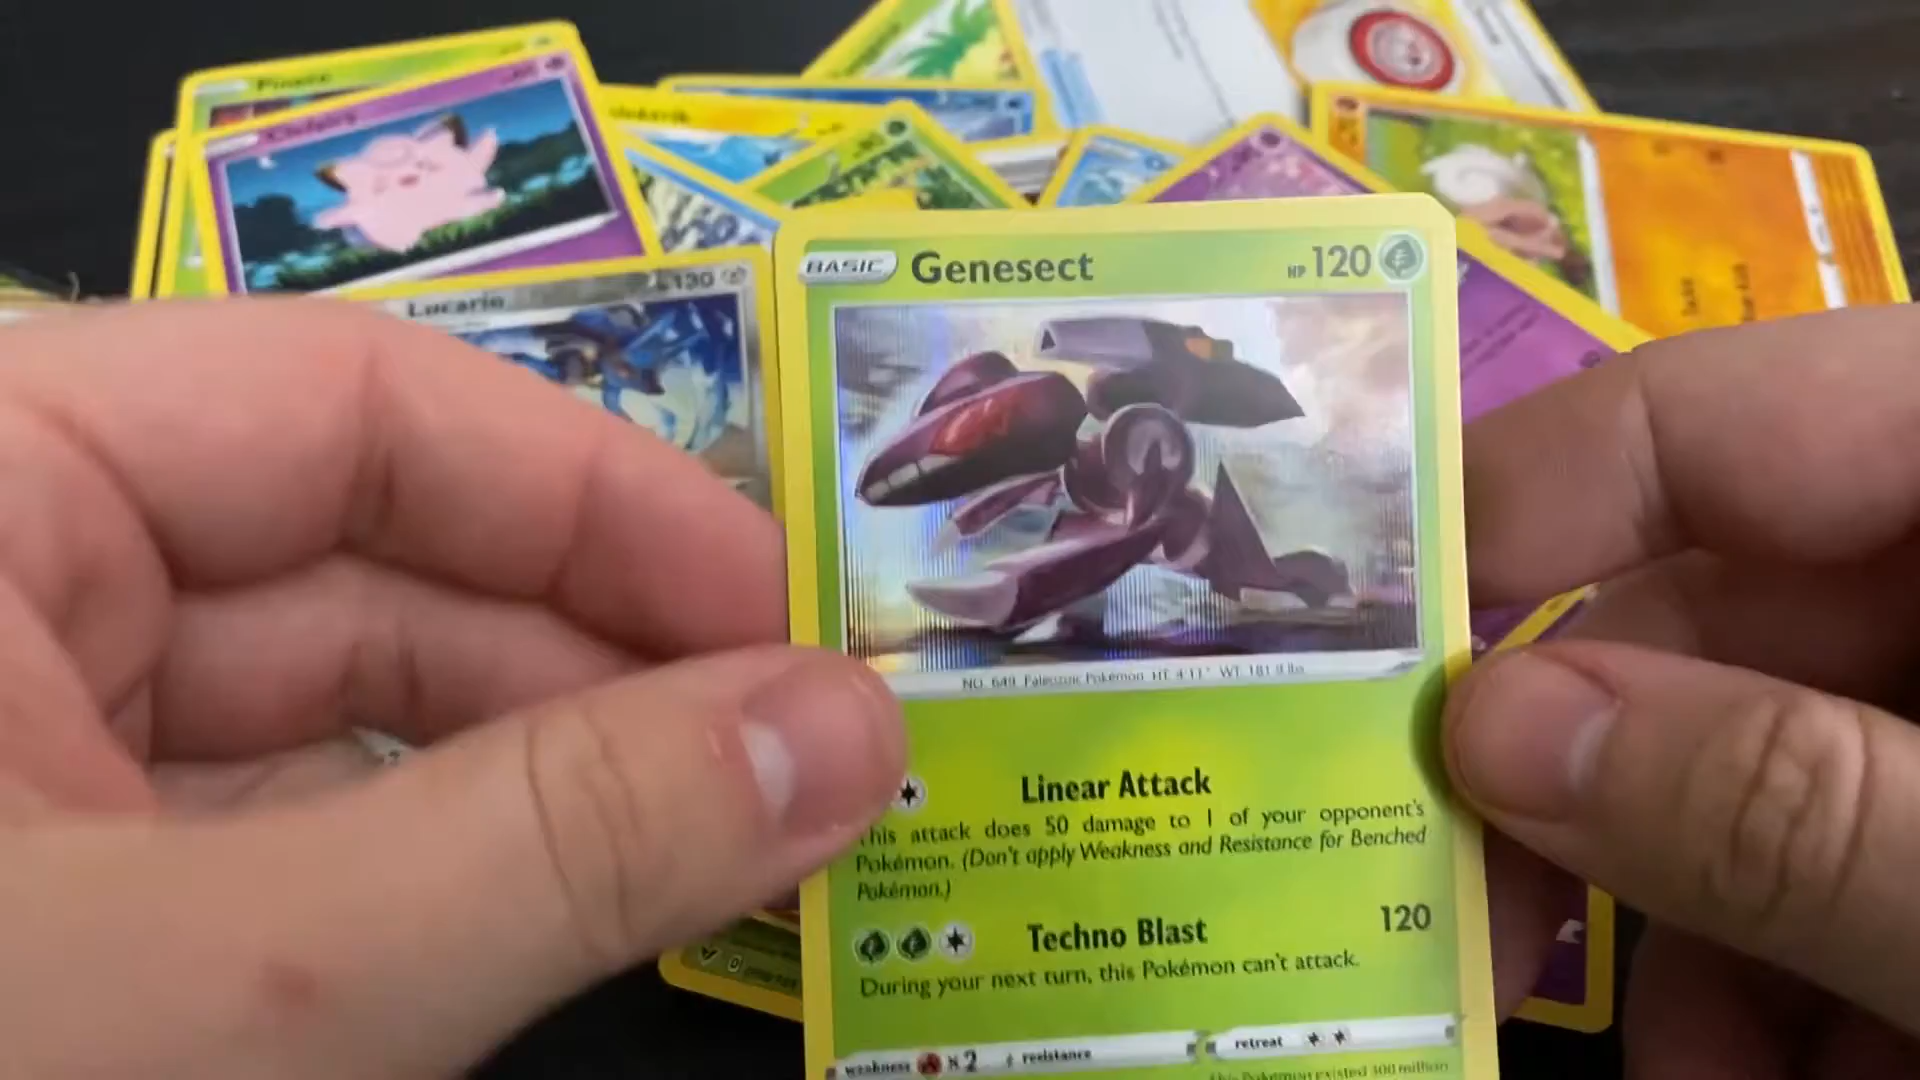 Pinsir
Clefairy
Lucario
130
BASIC Genesect HP 120
NO. 649 Paleozoic Pokémon HT: 4'11" WT: 181.9 lbs
Linear Attack
This attack does 50 damage to 1 of your opponent's
Pokémon. (Don't apply Weakness and Resistance for Benched
Pokémon.)
Techno Blast 120
During your next turn, this Pokémon can't attack.
weakness ×2 resistance retreat
This Pokémon existed 300 million